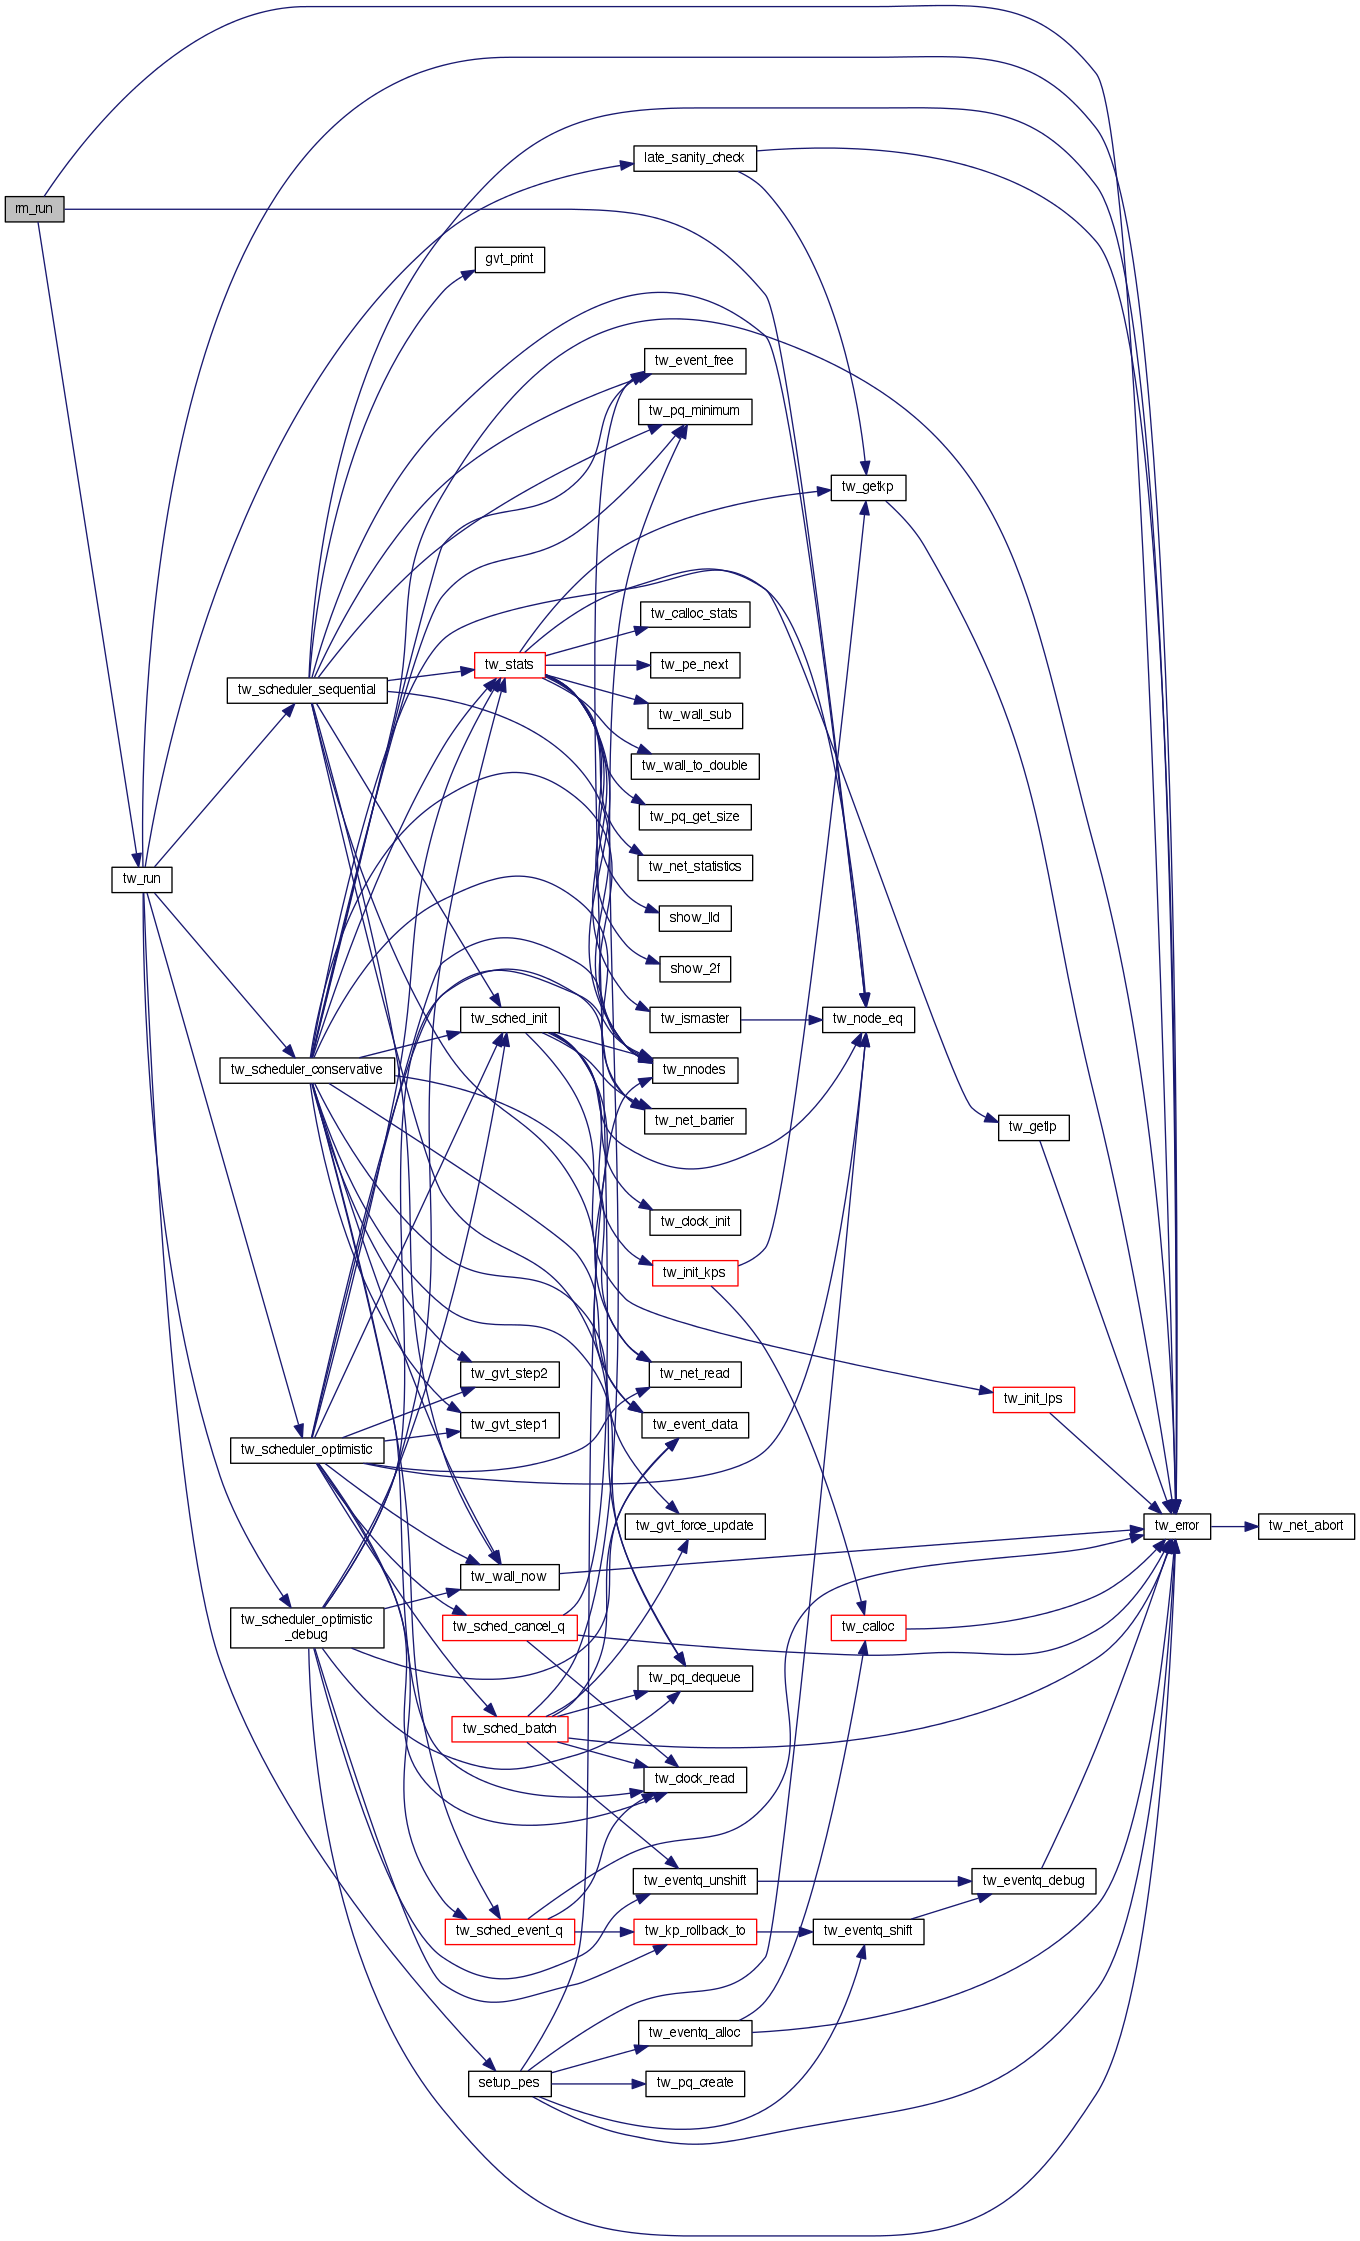 late_sanity_check
rm_run
gvt_print
tw_event_free
tw_pq_minimum
tw_getkp
tw_calloc_stats
tw_stats
tw_pe_next
tw_scheduler_sequential
tw_wall_sub
tw_wall_to_double
tw_pq_get_size
tw_net_statistics
tw_run
show_lld
show_2f
tw_sched_init
tw_ismaster
tw_node_eq
tw_scheduler_conservative
tw_nnodes
tw_net_barrier
tw_getlp
tw_clock_init
tw_init_kps
tw_gvt_step2
tw_net_read
tw_init_lps
tw_gvt_step1
tw_event_data
tw_scheduler_optimistic
tw_gvt_force_update
tw_error
tw_net_abort
tw_wall_now
tw_scheduler_optimistic
_debug
tw_sched_cancel_q
tw_calloc
tw_pq_dequeue
tw_sched_batch
tw_clock_read
tw_eventq_unshift
tw_eventq_debug
tw_sched_event_q
tw_kp_rollback_to
tw_eventq_shift
tw_eventq_alloc
setup_pes
tw_pq_create